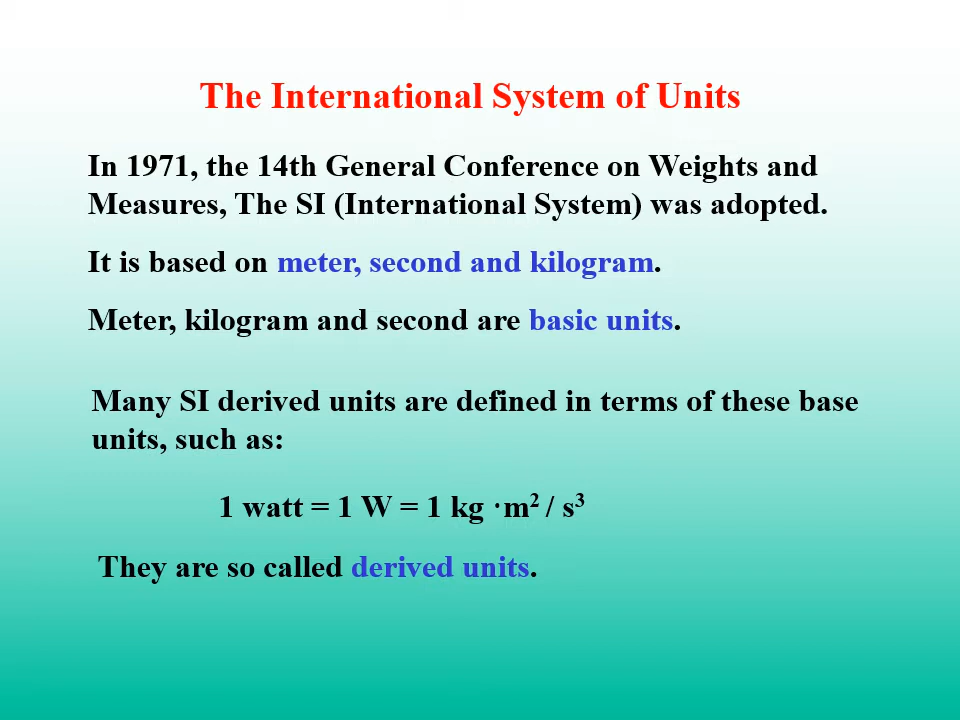 The International System of Units
In 1971, the 14th General Conference on Weights and
Measures, The SI (International System) was adopted.
It is based on meter, second and kilogram.
Meter, kilogram and second are basic units.
Many SI derived units are defined in terms of these base
units, such as:
1 watt = 1 W = 1 kg ·m² / s³
They are so called derived units.